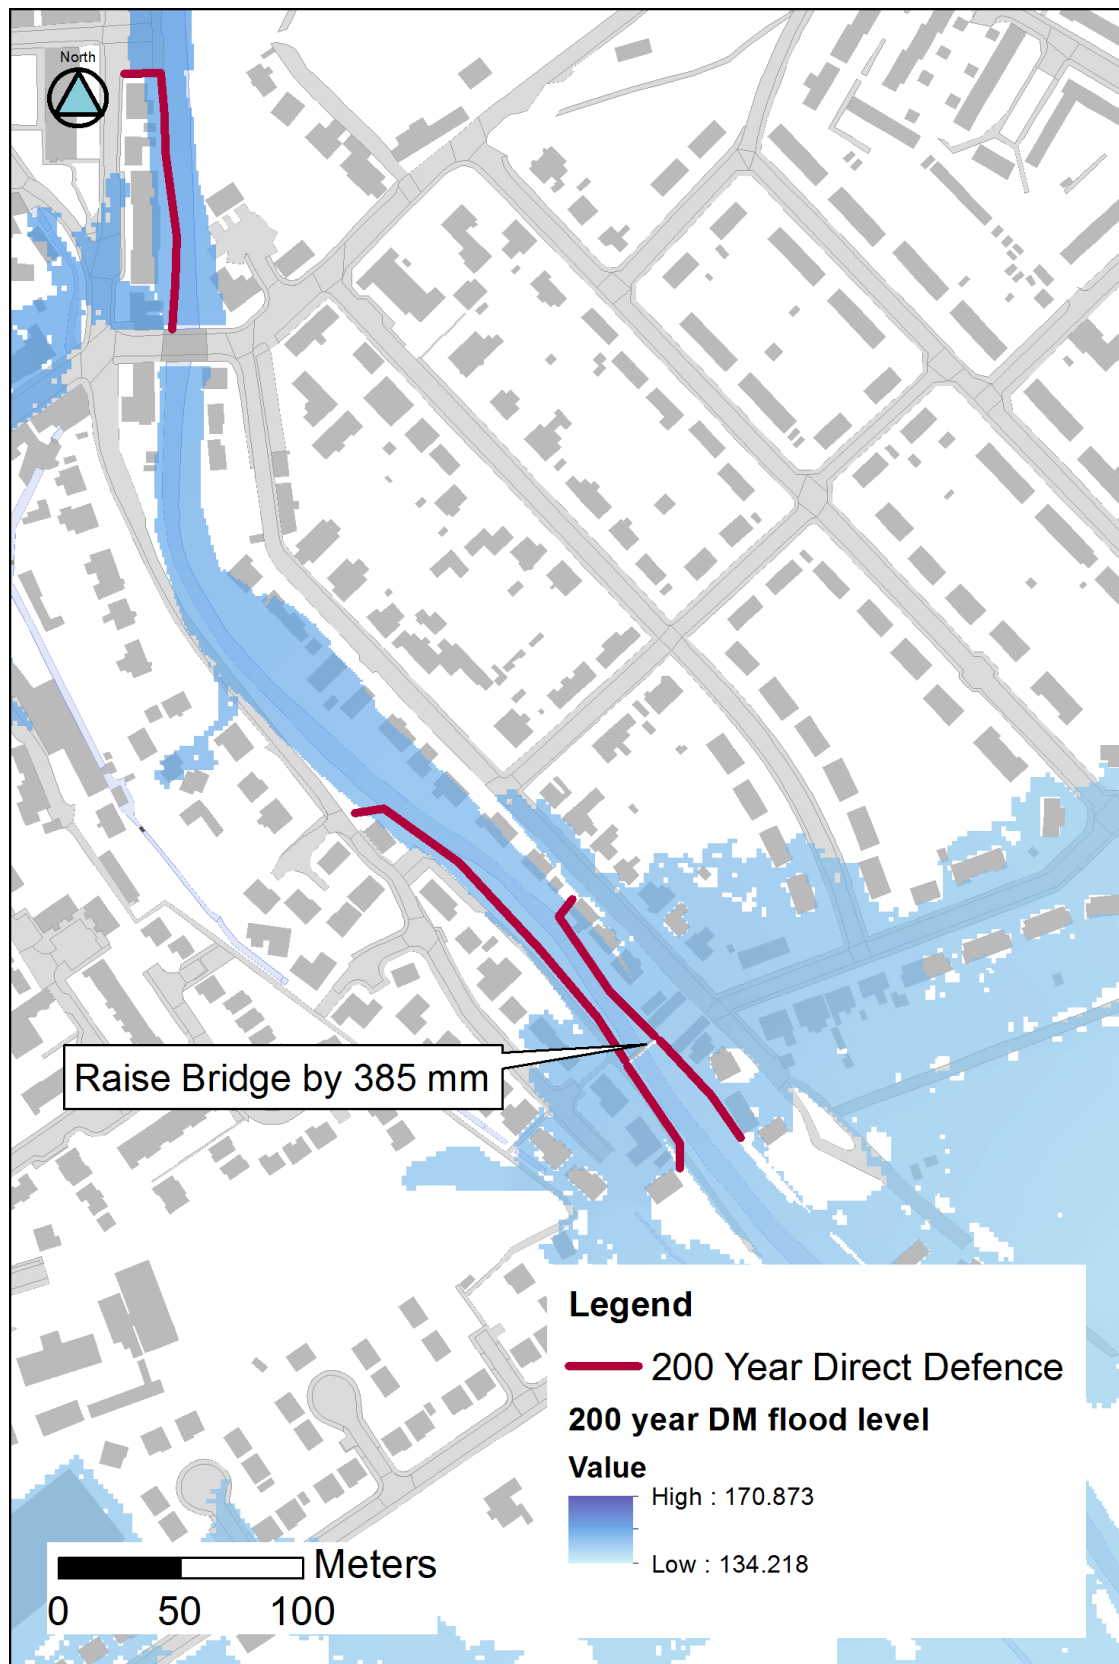 North
Raise Bridge by 385 mm
Legend
200 Year Direct Defence
200 year DM flood level
Value
High : 170.873
Low : 134.218
Meters
0 50 100